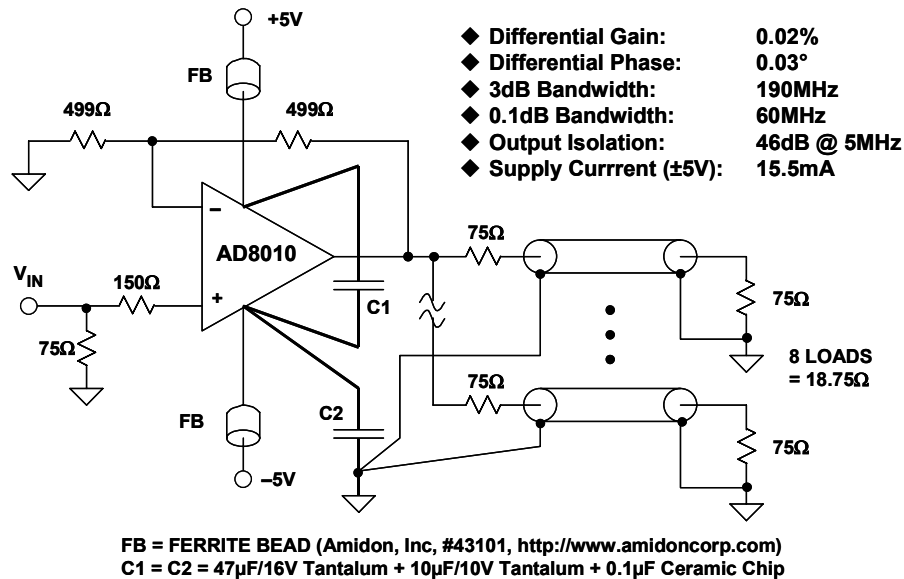 +5V
FB
499Ω
499Ω
◆ Differential Gain: 0.02%
◆ Differential Phase: 0.03°
◆ 3dB Bandwidth: 190MHz
◆ 0.1dB Bandwidth: 60MHz
◆ Output Isolation: 46dB @ 5MHz
◆ Supply Currrent (±5V): 15.5mA
–
AD8010
+
VIN
150Ω
75Ω
C1
75Ω
75Ω
8 LOADS
= 18.75Ω
C2
FB
–5V
75Ω
75Ω
FB = FERRITE BEAD (Amidon, Inc, #43101, http://www.amidoncorp.com)
C1 = C2 = 47µF/16V Tantalum + 10µF/10V Tantalum + 0.1µF Ceramic Chip